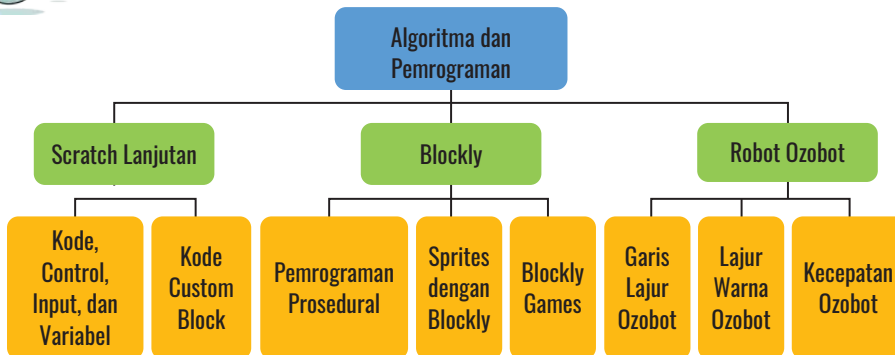 Algoritma dan
Pemrograman
Scratch Lanjutan
Blockly
Robot Ozobot
Kode,
Control,
Input, dan
Variabel
Kode
Custom
Block
Pemrograman
Prosedural
Sprites
dengan
Blockly
Blockly
Games
Garis
Lajur
Ozobot
Lajur
Warna
Ozobot
Kecepatan
Ozobot